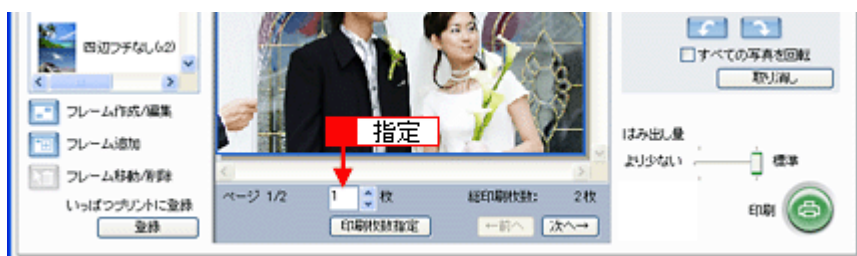 四辺フチなし(x2)
フレーム作成/編集
フレーム追加
フレーム移動/削除
いっぱつプリントに登録
登録
指定
ページ 1/2
1 枚
総印刷枚数: 2枚
印刷枚数指定
←前へ
次へ→
すべての写真を回転
取り消し
はみ出し量
より少ない
標準
印刷